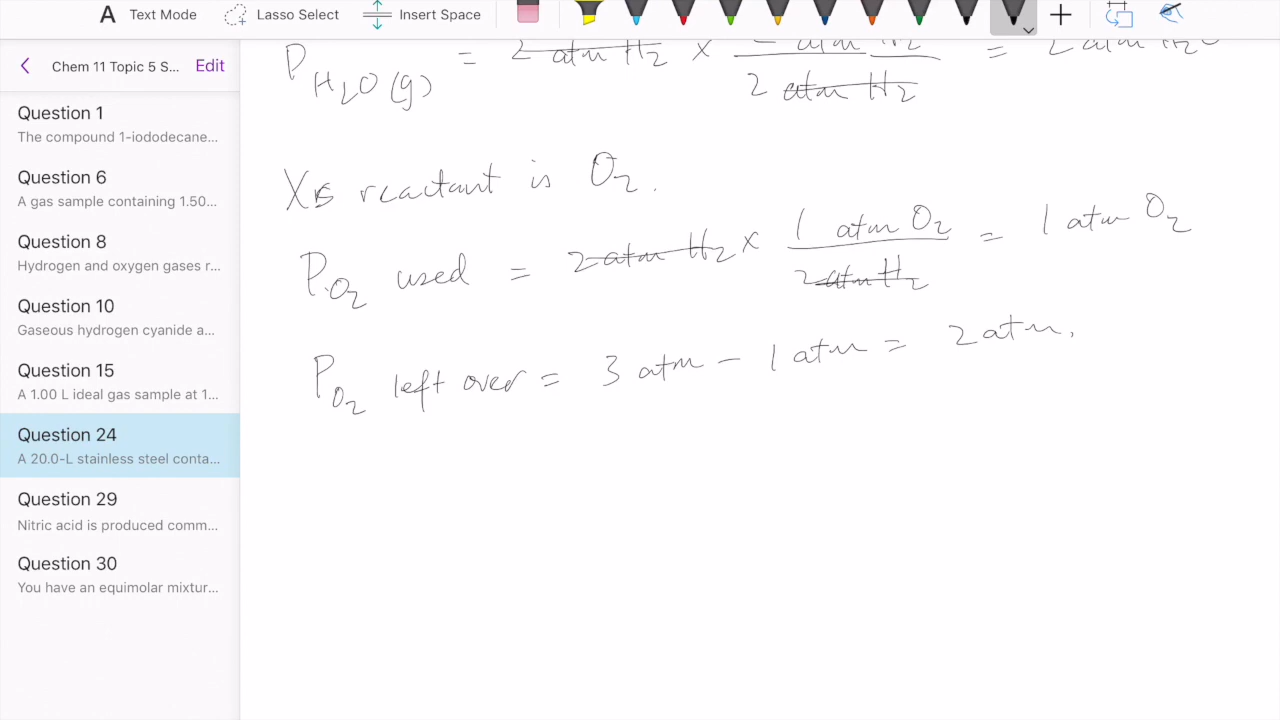 Text Mode Lasso Select Insert Space
Chem 11 Topic 5 S... Edit
Question 1
The compound 1-iododecane...
Question 6
A gas sample containing 1.50...
Question 8
Hydrogen and oxygen gases r...
Question 10
Gaseous hydrogen cyanide a...
Question 15
A 1.00 L ideal gas sample at 1...
Question 24
A 20.0-L stainless steel conta...
Question 29
Nitric acid is produced comm...
Question 30
You have an equimolar mixtur...
P H2O(g) = 2 atm H2 × / 2 atm H2 = 2 atm H2O
XS reactant is O2.
PO2 used = 2 atm H2 × 1 atm O2 / 2 atm H2 = 1 atm O2
PO2 left over = 3 atm - 1 atm = 2 atm.